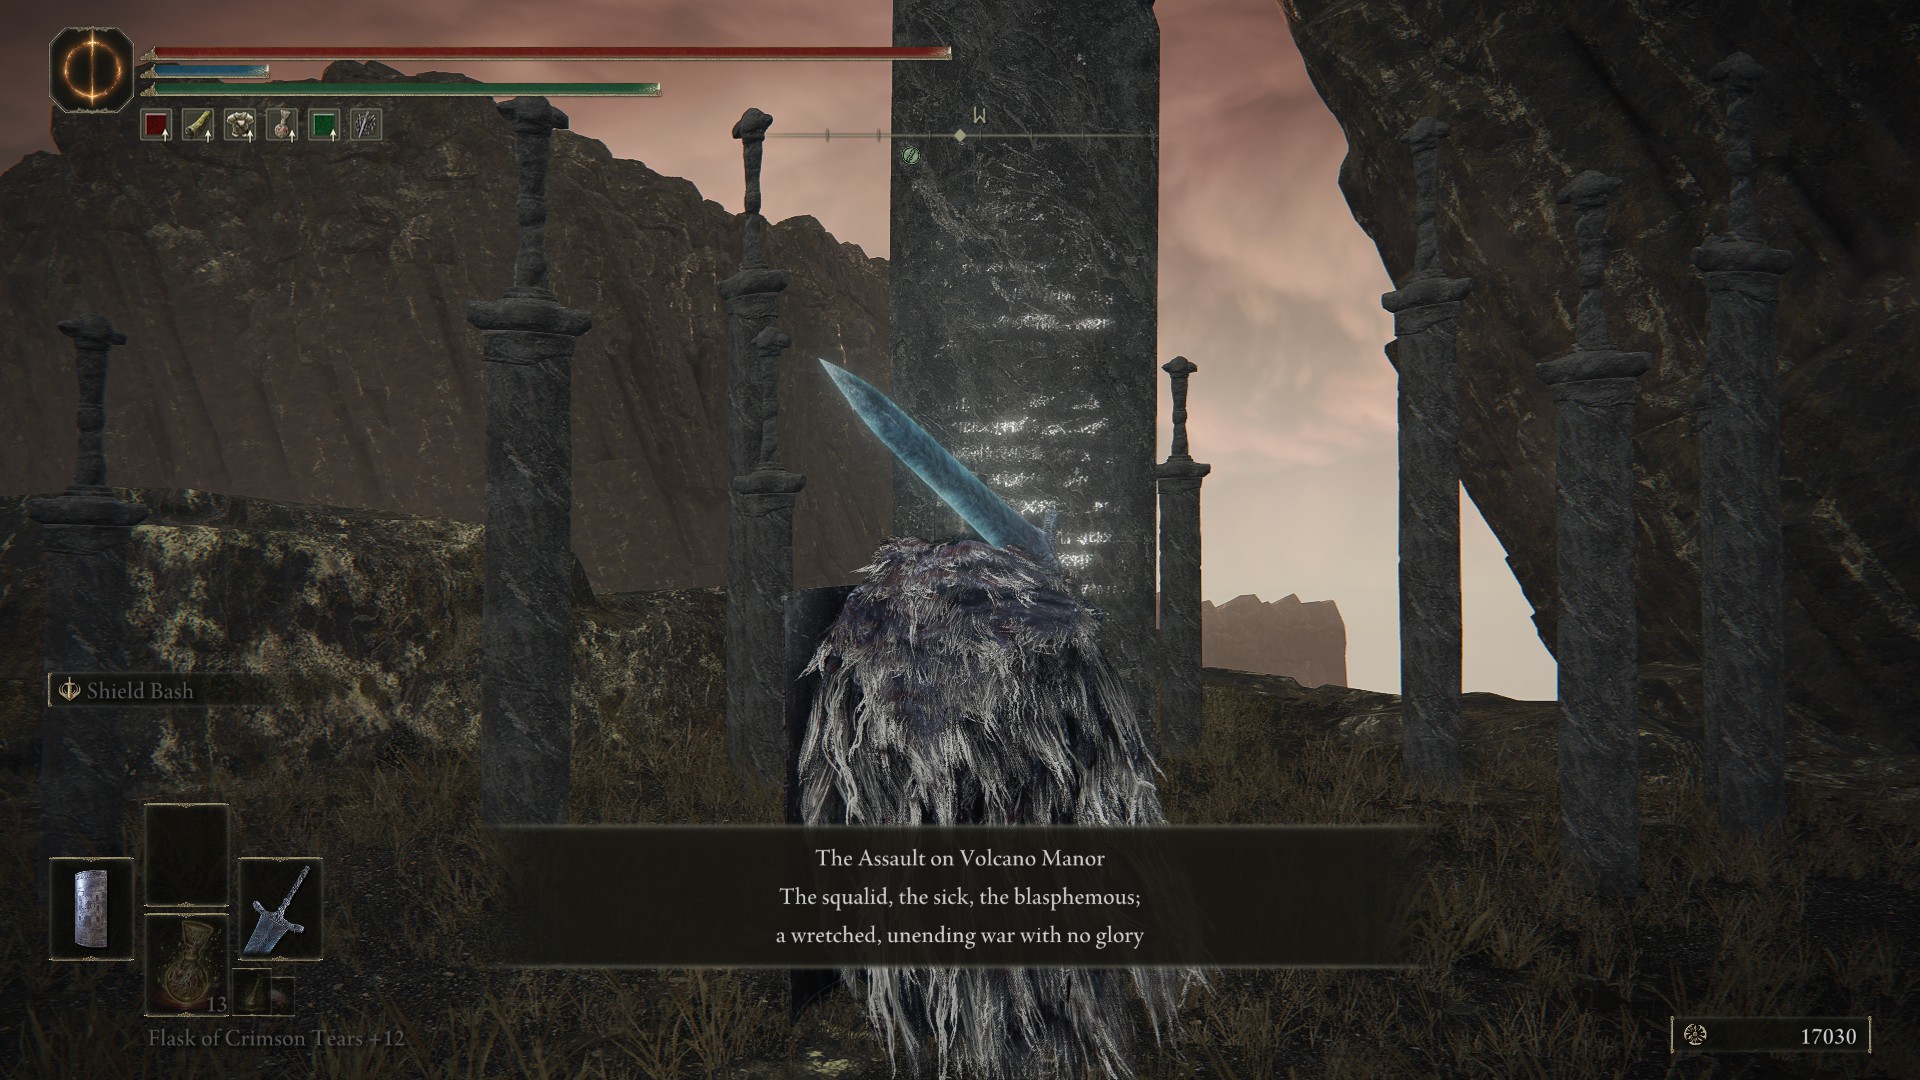 W
Shield Bash
The Assault on Volcano Manor
The squalid, the sick, the blasphemous;
a wretched, unending war with no glory
13
Flask of Crimson Tears +12
17030